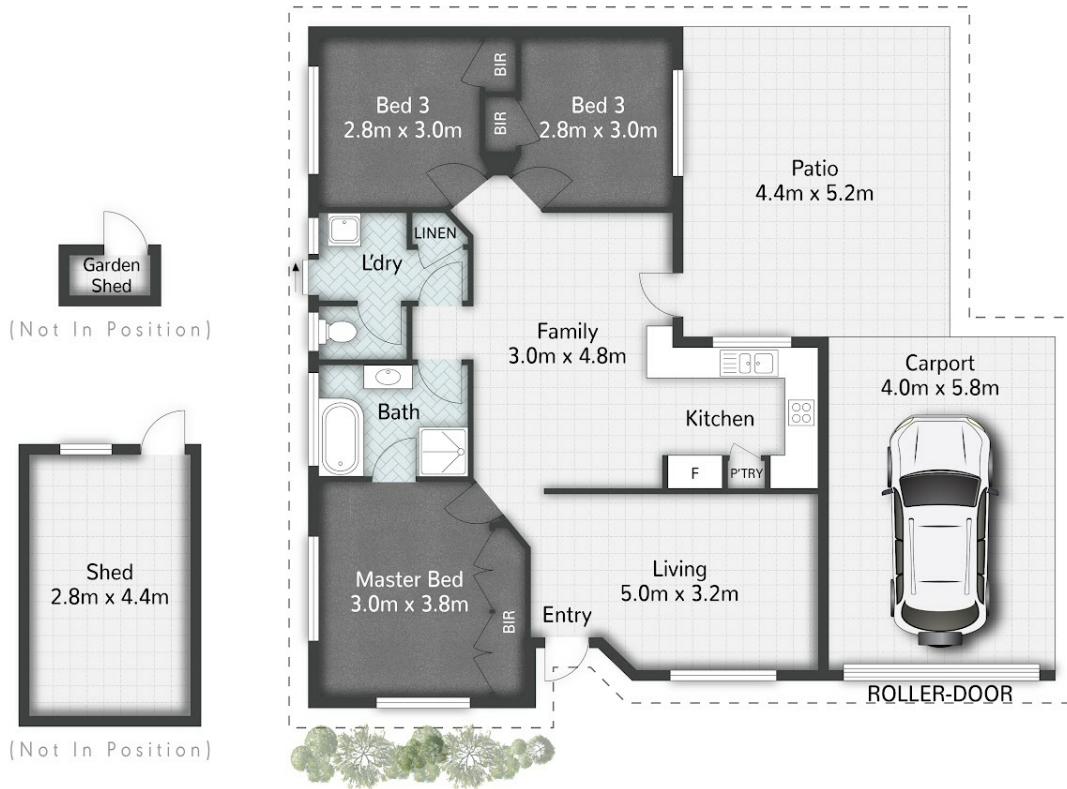 Bed 3
2.8m x 3.0m
BIR
BIR
Bed 3
2.8m x 3.0m
Patio
4.4m x 5.2m
LINEN
L'dry
Garden
Shed
(Not In Position)
Family
3.0m x 4.8m
Carport
4.0m x 5.8m
Bath
Kitchen
F
P'TRY
Shed
2.8m x 4.4m
(Not In Position)
Master Bed
3.0m x 3.8m
BIR
Entry
Living
5.0m x 3.2m
ROLLER-DOOR